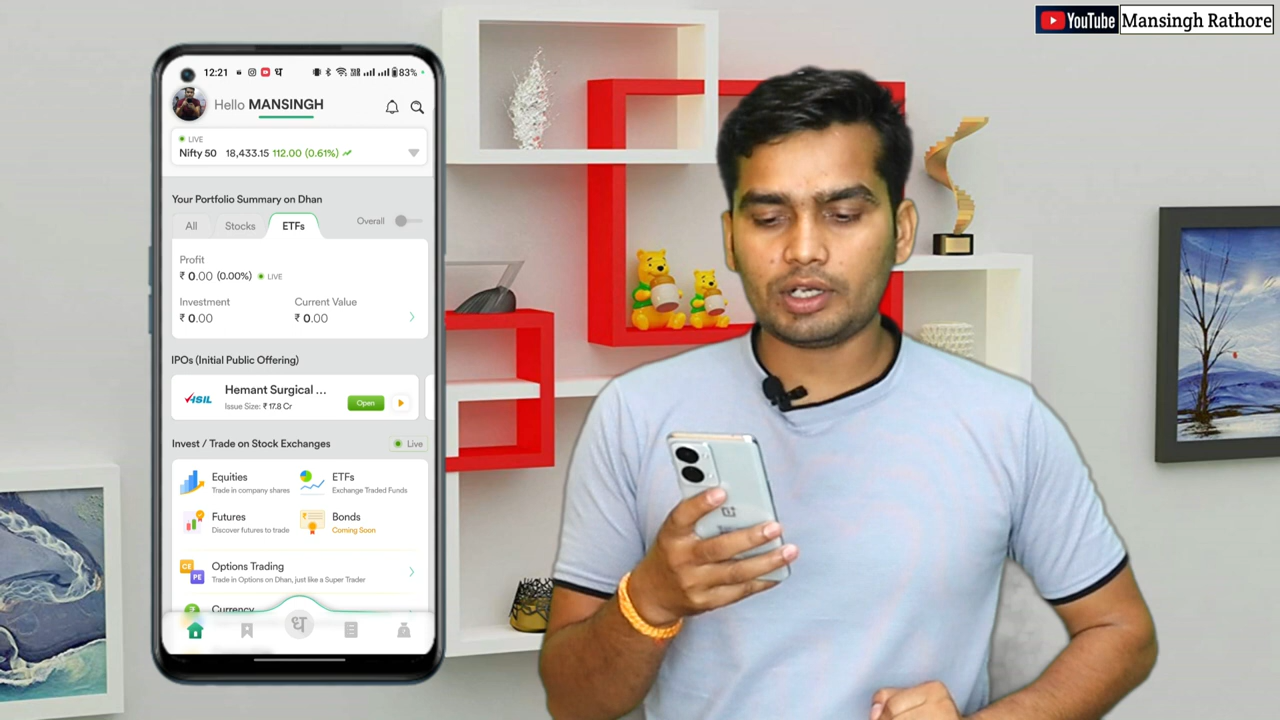 YouTube Mansingh Rathore
12:21 ध 83%
Hello MANSINGH
LIVE
Nifty 50 18,433.15 112.00 (0.61%)
Your Portfolio Summary on Dhan
All Stocks ETFs Overall
Profit
₹ 0.00 (0.00%) LIVE
Investment Current Value
₹ 0.00 ₹ 0.00
IPOs (Initial Public Offering)
Hemant Surgical ...
Issue Size: ₹ 17.8 Cr Open
Invest / Trade on Stock Exchanges Live
Equities ETFs
Trade in company shares Exchange Traded Funds
Futures Bonds
Discover futures to trade Coming Soon
CE
PE
Options Trading
Trade in Options on Dhan, just like a Super Trader
Currency
ध